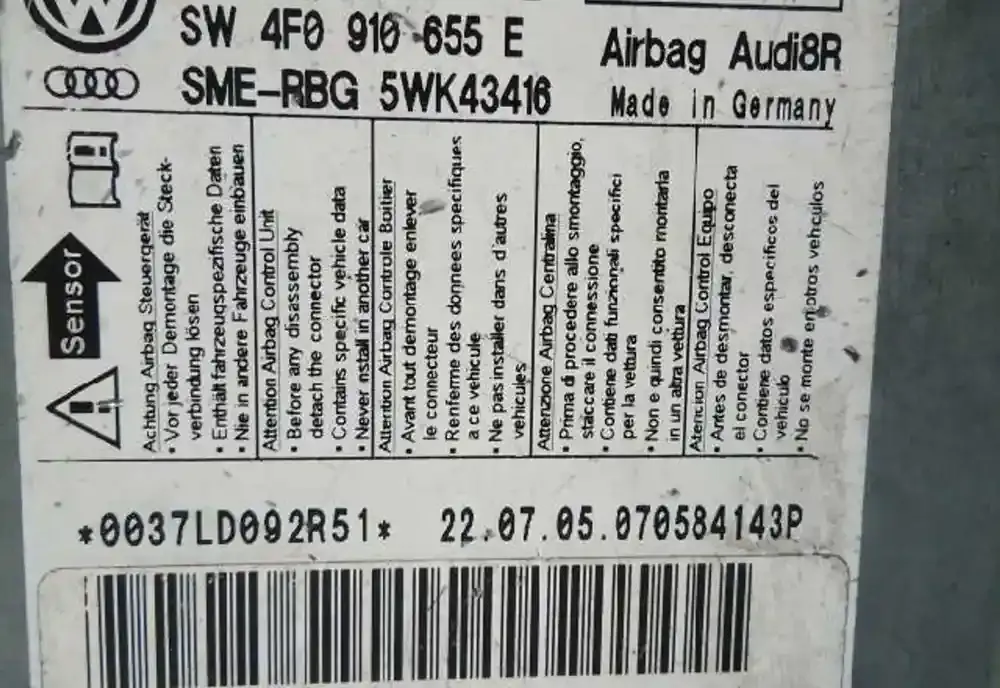 SW 4F0 910 655 E
SME-RBG 5WK43416
Airbag Audi8R
Made in Germany
Sensor
Achtung Airbag Steuergerät
• Vor jeder Demontage die Steck-
verbindung lösen
• Enthält fahrzeugspezifische Daten
• Nie in andere Fahrzeuge einbauen
Attention Airbag Control Unit
• Before any disassembly
detach the connector
• Contains specific vehicle data
• Never nstall in another car
Attention Airbag Controle Boitier
• Avant tout demontage enlever
le connecteur
• Renferme des donnees specifiques
a ce vehicule
• Ne pas installer dans d'autres
vehicules
Attenzione Airbag Centralina
• Prima di procedere allo smontaggio,
staccare il connessione
• Contiene dati funzionali specifici
per la vettura
• Non e quindi consentito montarla
in un altra vettura
Atencion Airbag Control Equipo
• Antes de desmontar, desconecta
el conector
• Contiene datos especificos del
vehiculo
• No se monte en otros vehculos
*0037LD092R51* 22.07.05.070584143P